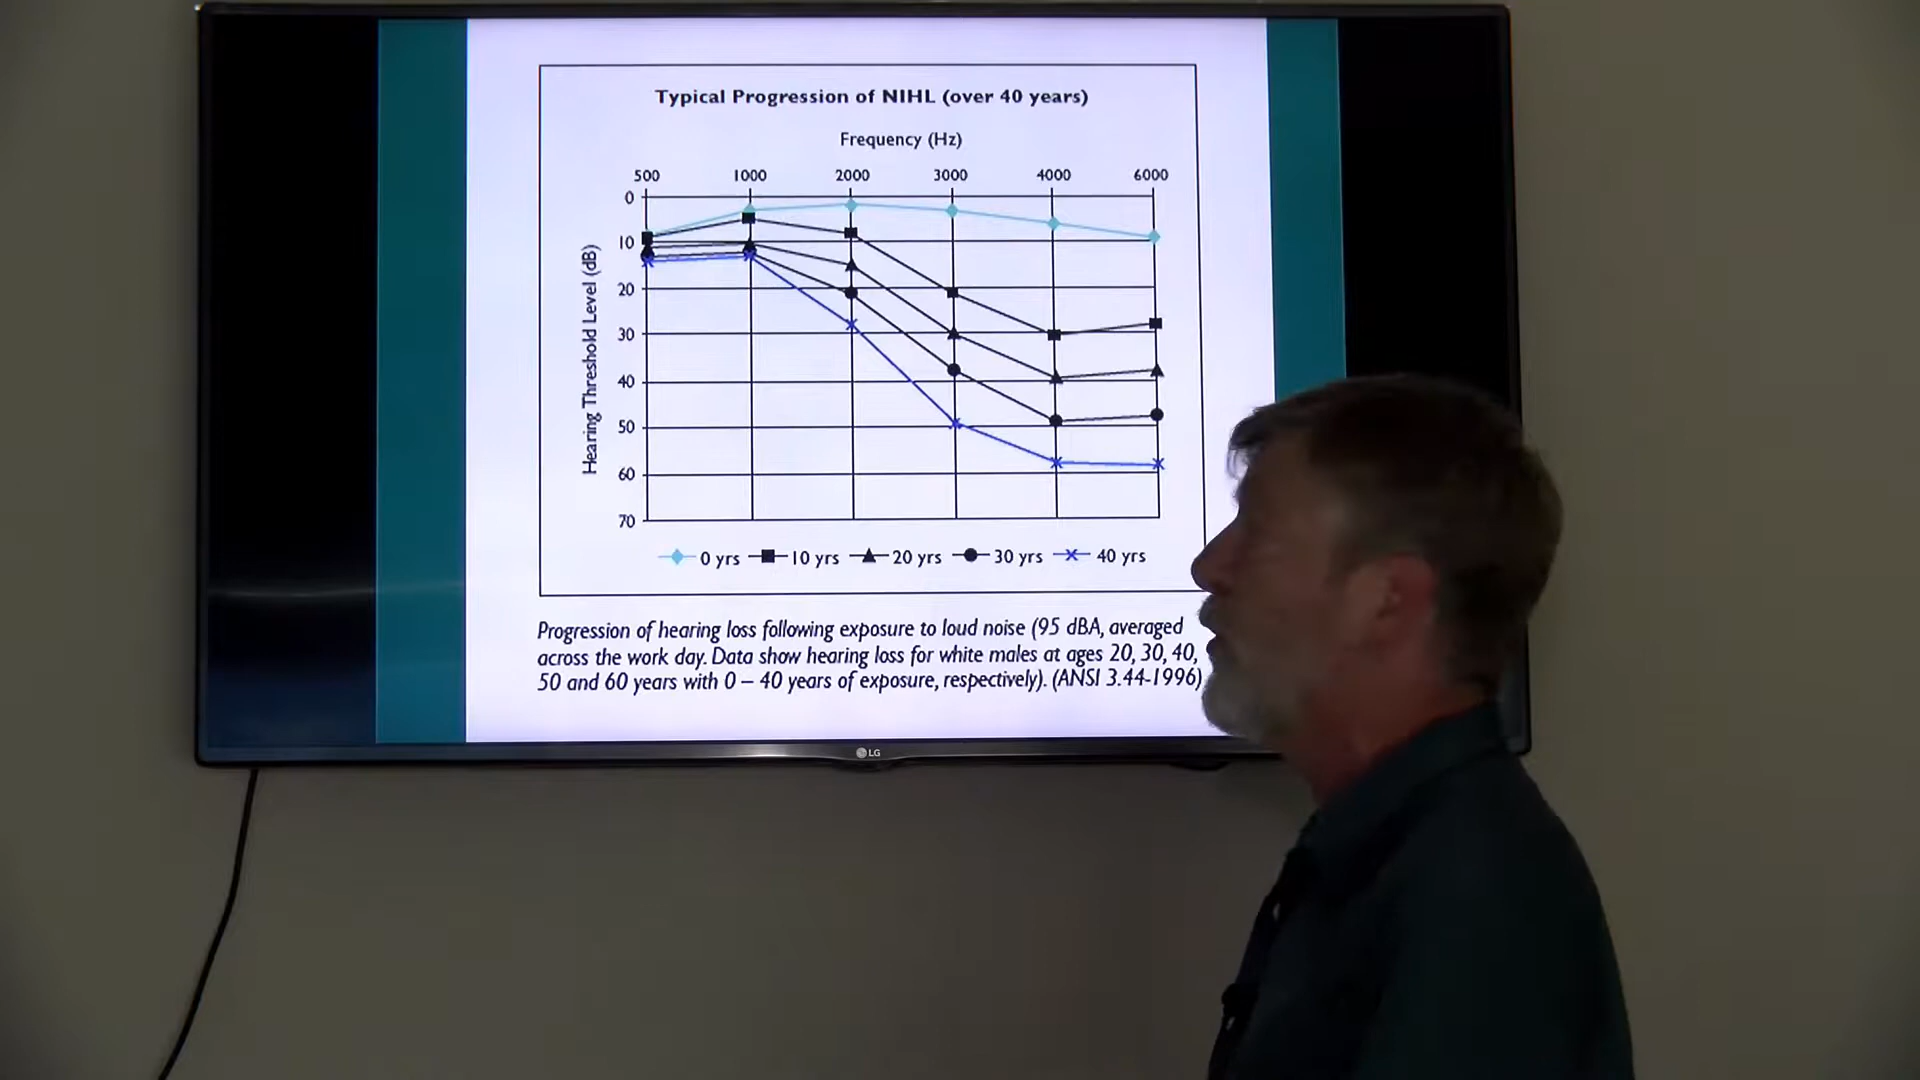 Typical Progression of NIHL (over 40 years)
Frequency (Hz)
500 1000 2000 3000 4000 6000
0
10
20
30
40
50
60
70
Hearing Threshold Level (dB)
0 yrs 10 yrs 20 yrs 30 yrs 40 yrs
Progression of hearing loss following exposure to loud noise (95 dBA, averaged
across the work day. Data show hearing loss for white males at ages 20, 30, 40,
50 and 60 years with 0 – 40 years of exposure, respectively). (ANSI 3.44-1996)
LG